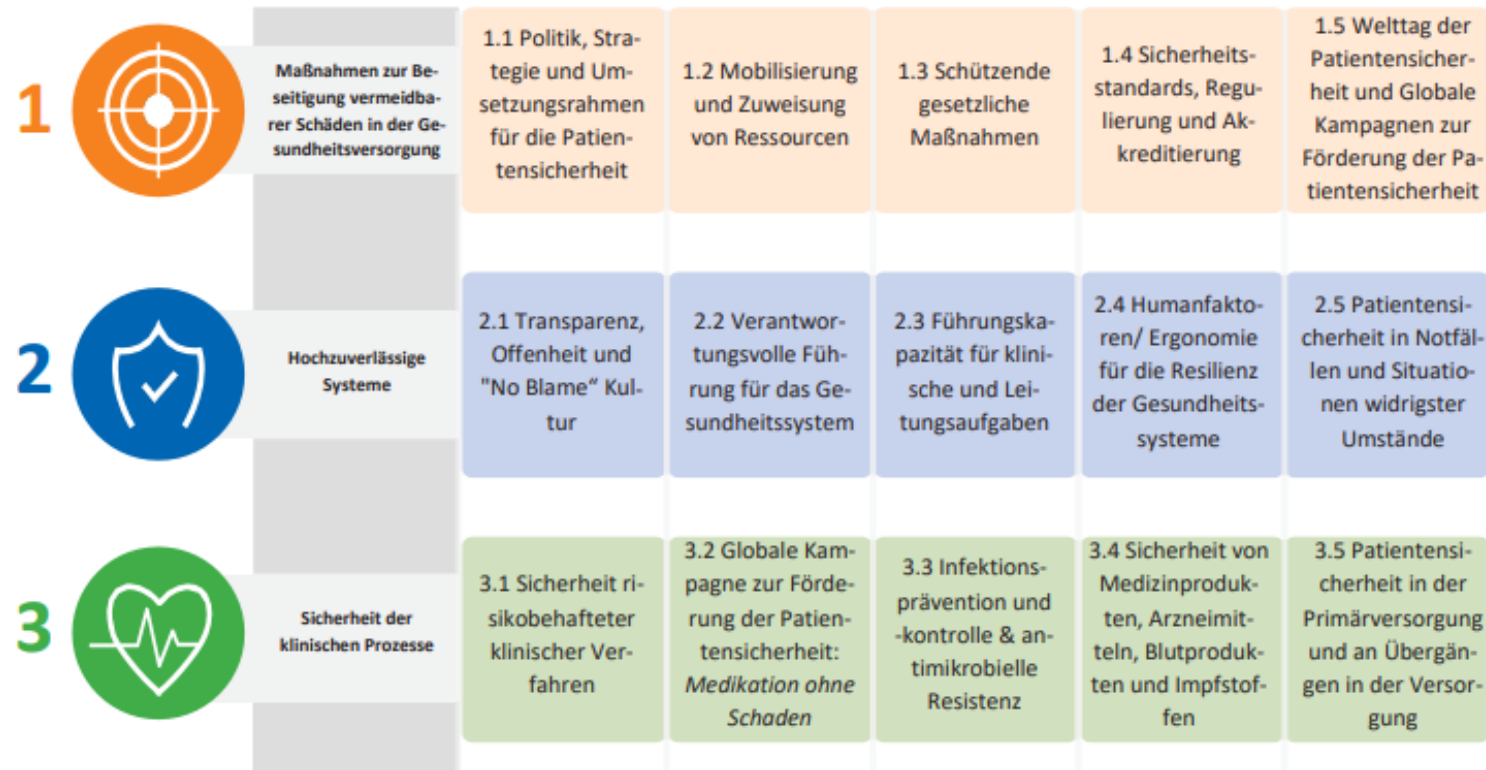 1
Maßnahmen zur Be-
seitigung vermeidba-
rer Schäden in der Ge-
sundheitsversorgung
1.1 Politik, Stra-
tegie und Um-
setzungsrahmen
für die Patien-
tensicherheit
1.2 Mobilisierung
und Zuweisung
von Ressourcen
1.3 Schützende
gesetzliche
Maßnahmen
1.4 Sicherheits-
standards, Regu-
lierung und Ak-
kreditierung
1.5 Welttag der
Patientensicher-
heit und Globale
Kampagnen zur
Förderung der Pa-
tientensicherheit
2
Hochzuverlässige
Systeme
2.1 Transparenz,
Offenheit und
"No Blame“ Kul-
tur
2.2 Verantwor-
tungsvolle Füh-
rung für das Ge-
sundheitssystem
2.3 Führungska-
pazität für klini-
sche und Lei-
tungsaufgaben
2.4 Humanfakto-
ren/ Ergonomie
für die Resilienz
der Gesundheits-
systeme
2.5 Patientensi-
cherheit in Notfäl-
len und Situatio-
nen widrigster
Umstände
3
Sicherheit der
klinischen Prozesse
3.1 Sicherheit ri-
sikobehafteter
klinischer Ver-
fahren
3.2 Globale Kam-
pagne zur Förde-
rung der Patien-
tensicherheit:
Medikation ohne
Schaden
3.3 Infektions-
prävention und
-kontrolle & an-
timikrobielle
Resistenz
3.4 Sicherheit von
Medizinproduk-
ten, Arzneimit-
teln, Blutproduk-
ten und Impfstof-
fen
3.5 Patientensi-
cherheit in der
Primärversorgung
und an Übergän-
gen in der Versor-
gung